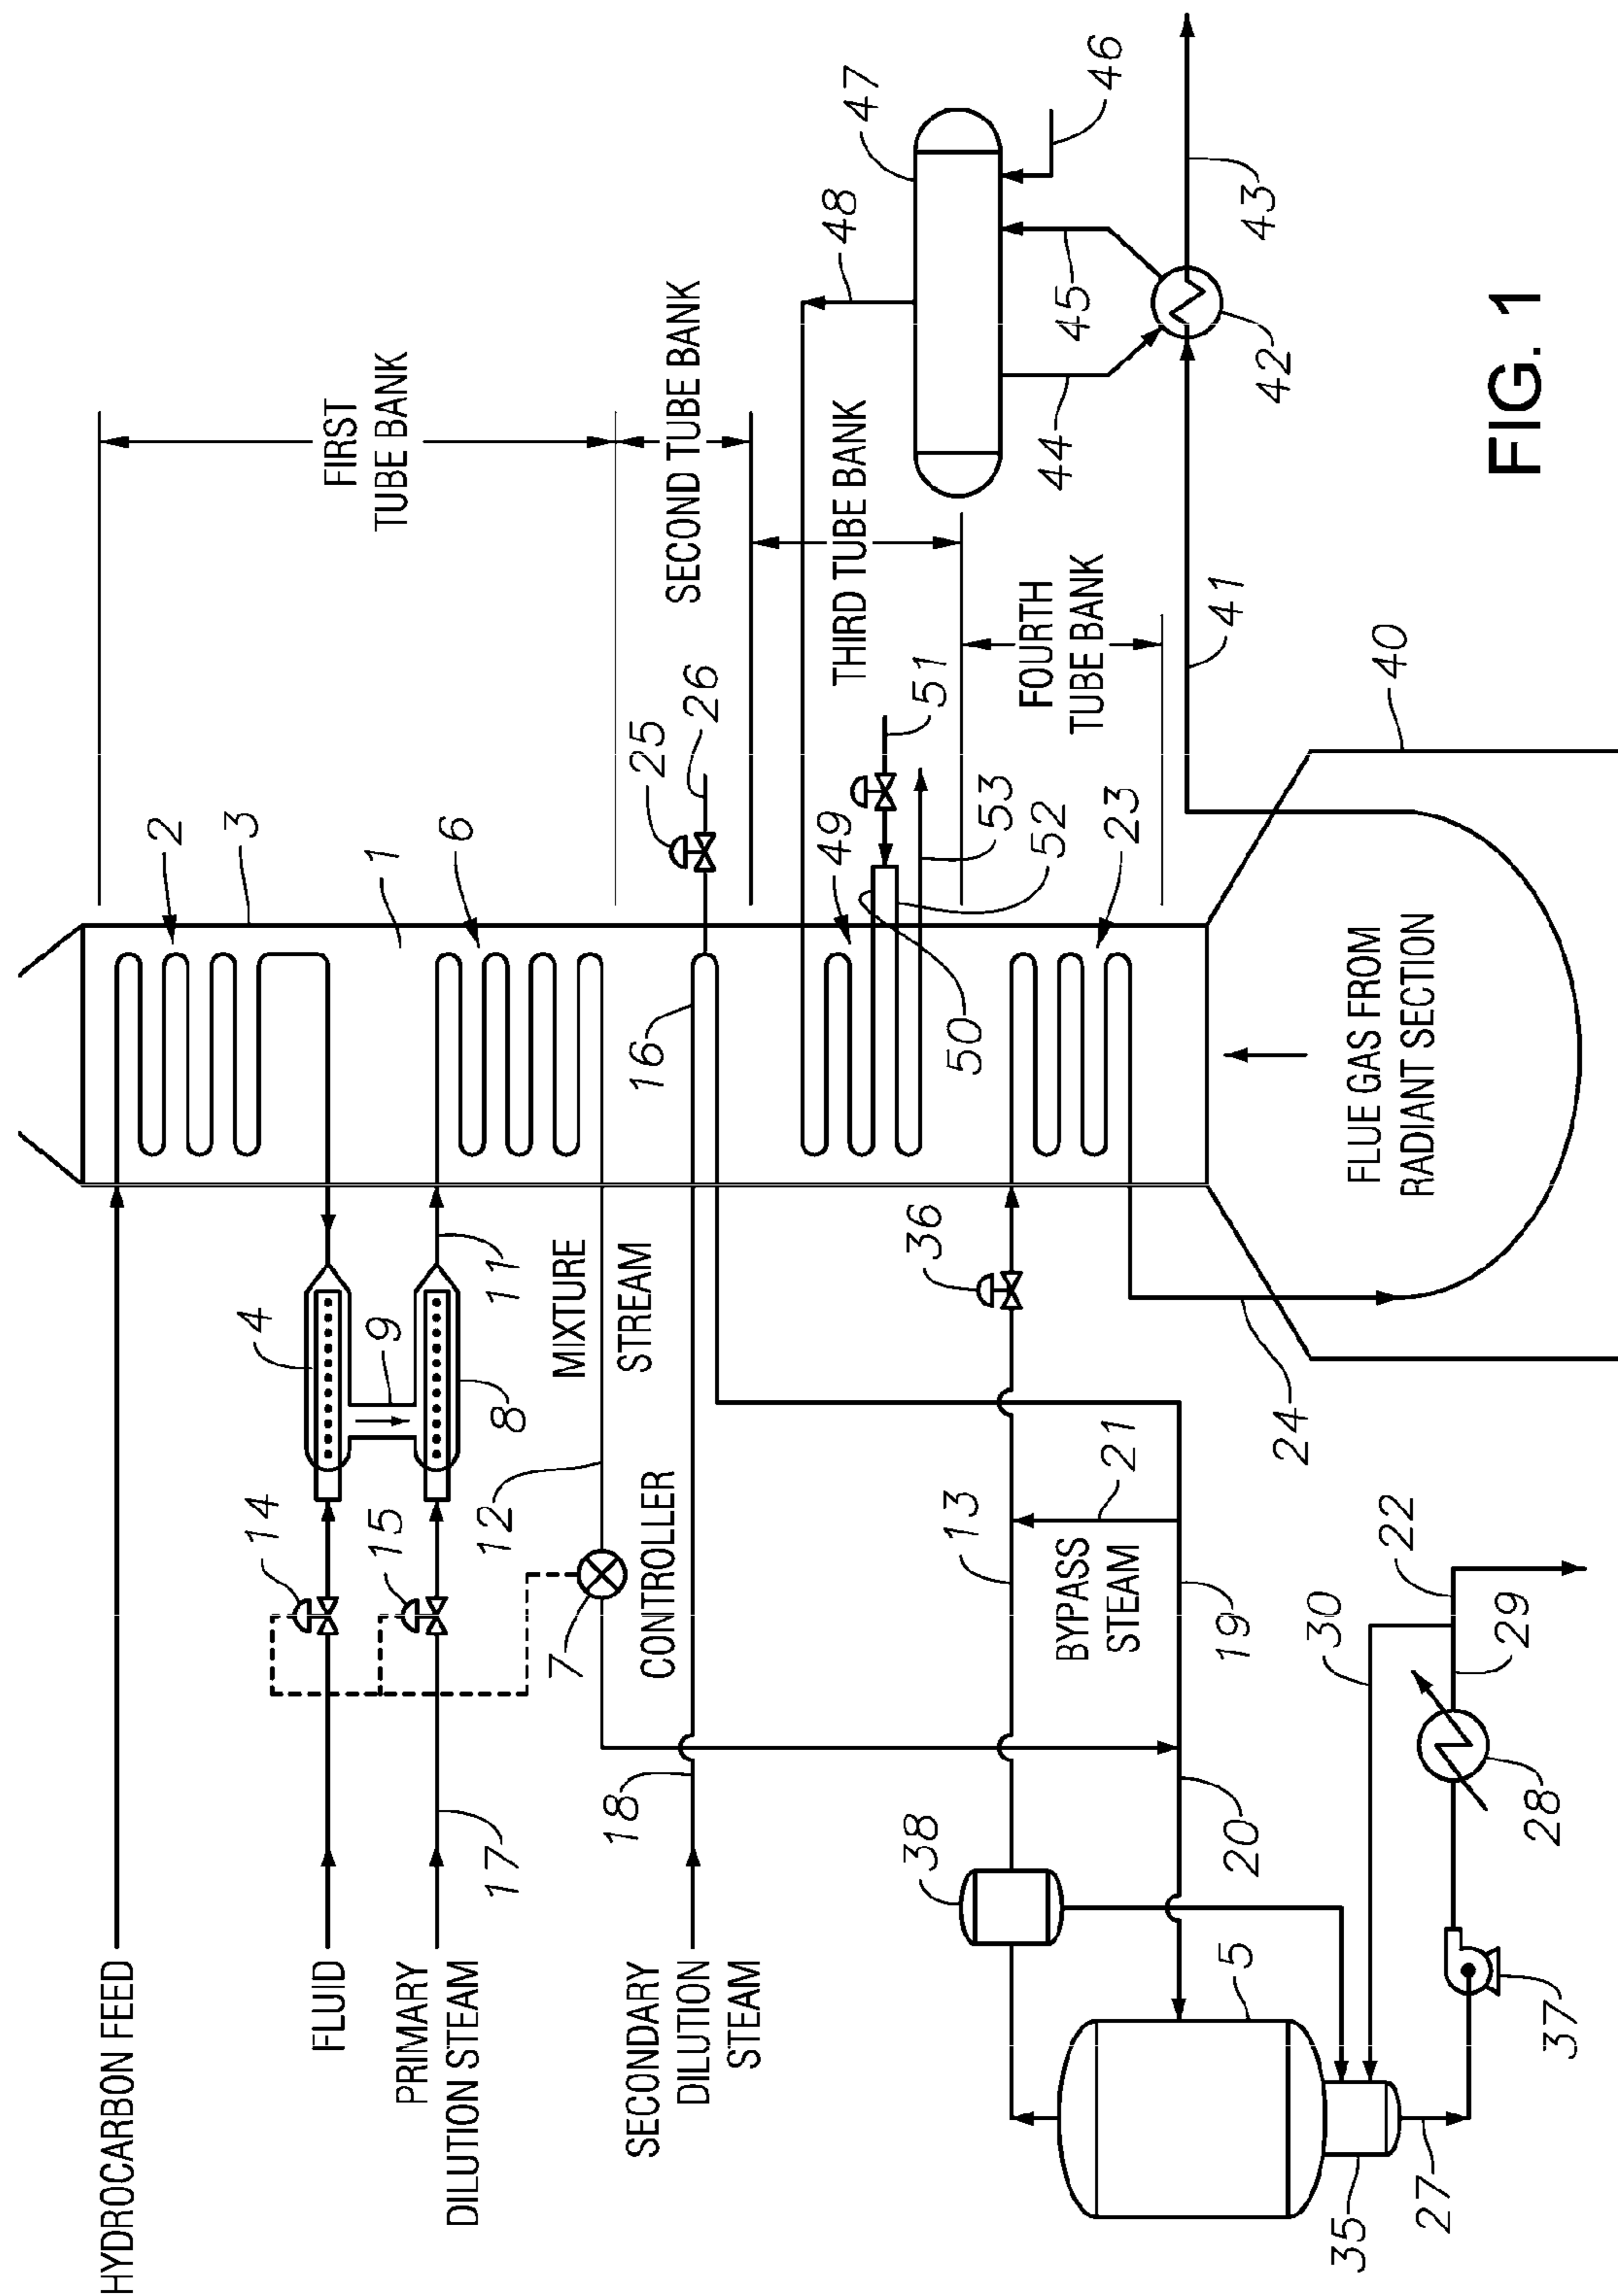 HYDROCARBON FEED
FLUID
PRIMARY
DILUTION STEAM
SECONDARY
DILUTION
STEAM
14
15
17
18
4
9
8
11
12
7
MIXTURE
STREAM
CONTROLLER
2
3
1
6
16
25
26
FIRST
TUBE BANK
SECOND TUBE BANK
THIRD TUBE BANK
FOURTH
TUBE BANK
49
50
51
52
53
23
36
13
BYPASS
STEAM
21
19
20
38
5
35
27
37
28
29
30
22
24
FLUE GAS FROM
RADIANT SECTION
40
41
42
43
44
45
46
47
48
FIG. 1